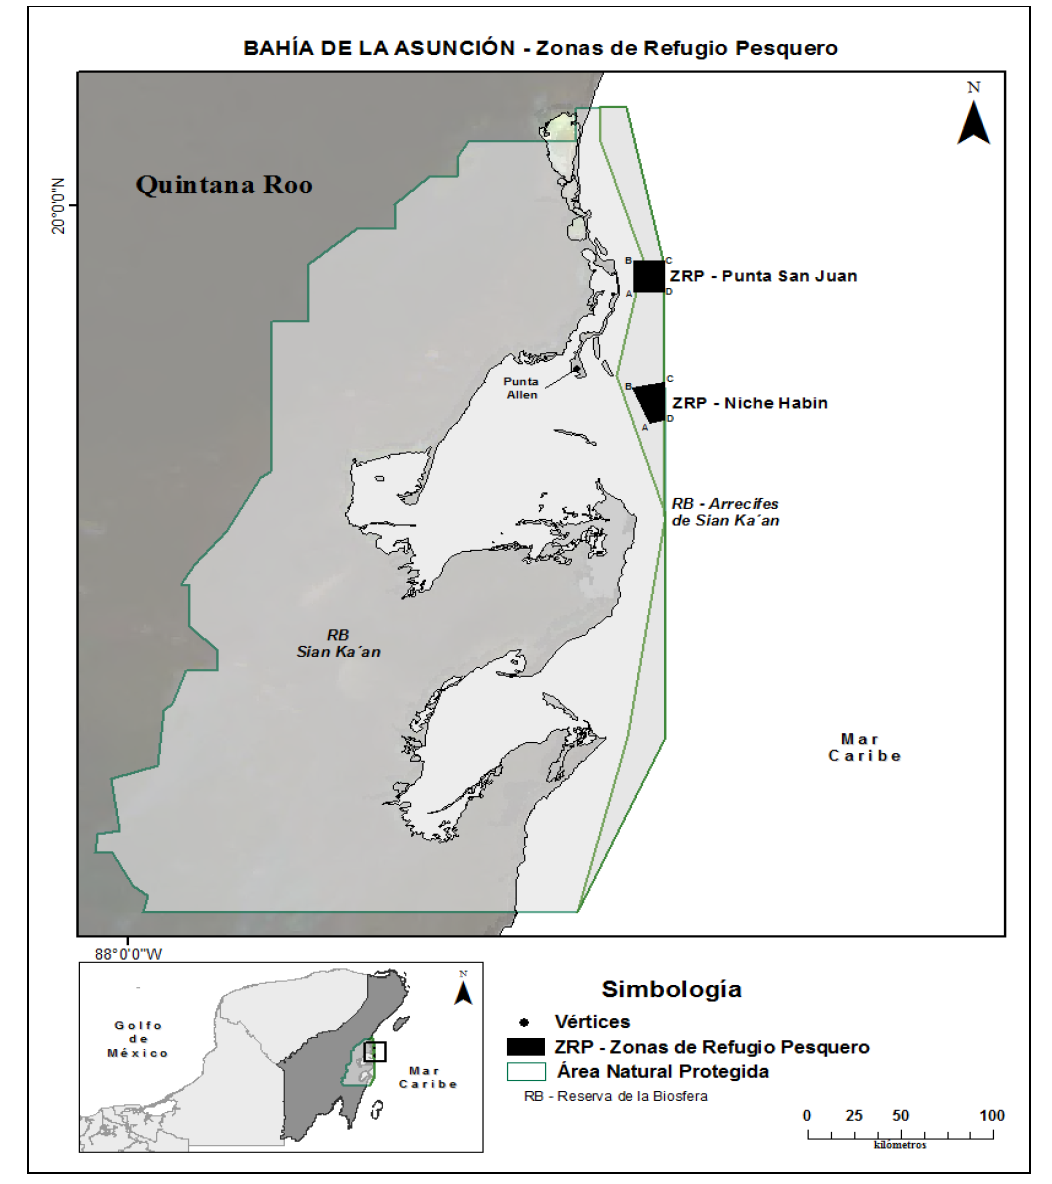 BAHÍA DE LA ASUNCIÓN - Zonas de Refugio Pesquero
N
Quintana Roo
20°0'0"N
B
C
ZRP - Punta San Juan
A
D
Punta
Allen
B
C
ZRP - Niche Habin
D
A
RB - Arrecifes
de Sian Ka´an
RB
Sian Ka´an
Mar
Caribe
88°0'0"W
N
Golfo
de
México
Mar
Caribe
Simbología
Vértices
ZRP - Zonas de Refugio Pesquero
Área Natural Protegida
RB - Reserva de la Biosfera
0 25 50 100
kilómetros